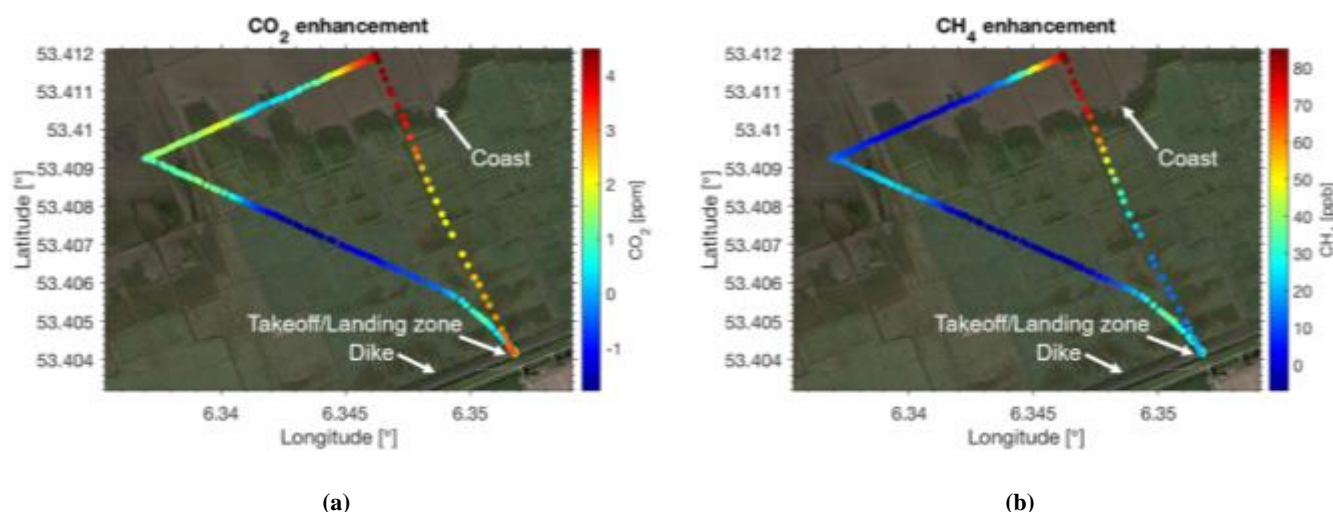 CO2 enhancement
53.412
53.411
53.41
53.409
53.408
53.407
53.406
53.405
53.404
Latitude [°]
6.34
6.345
6.35
Longitude [°]
Coast
Takeoff/Landing zone
Dike
4
3
2
1
0
-1
CO2 [ppm]
(a)
CH4 enhancement
53.412
53.411
53.41
53.409
53.408
53.407
53.406
53.405
53.404
Latitude [°]
6.34
6.345
6.35
Longitude [°]
Coast
Takeoff/Landing zone
Dike
80
70
60
50
40
30
20
10
0
CH4 [ppb]
(b)